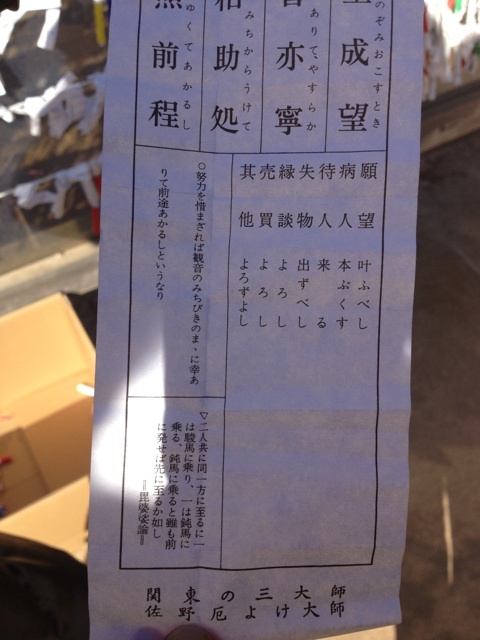 のぞみおこすとき
成望
ありて、やすらか
亦寧
みちからうけて
助処
ゆくてあかるし
前程
願望 叶ふべし
病人 本ぷくす
待人 来る
失物 出ずべし
縁談 よろし
売買 よろし
其他 よろずよし
○努力を惜まざれば観音のみちびきのまゝに幸あ
りて前途あかるしというなり
▽二人共に同一方に至るに一
は駿馬に乗り、一は鈍馬に
乗る、鈍馬に乗ると雖も前
に発せば先に至るか如し
＝毘婆娑論＝
関東の三大師
佐野厄よけ大師